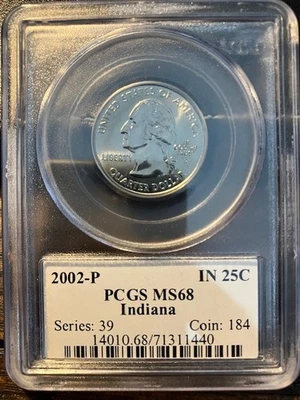 UNITED STATES OF AMERICA
LIBERTY
QUARTER DOLLAR
2002-P IN 25C
PCGS MS68
Indiana
Series: 39 Coin: 184
14010.68/71311440